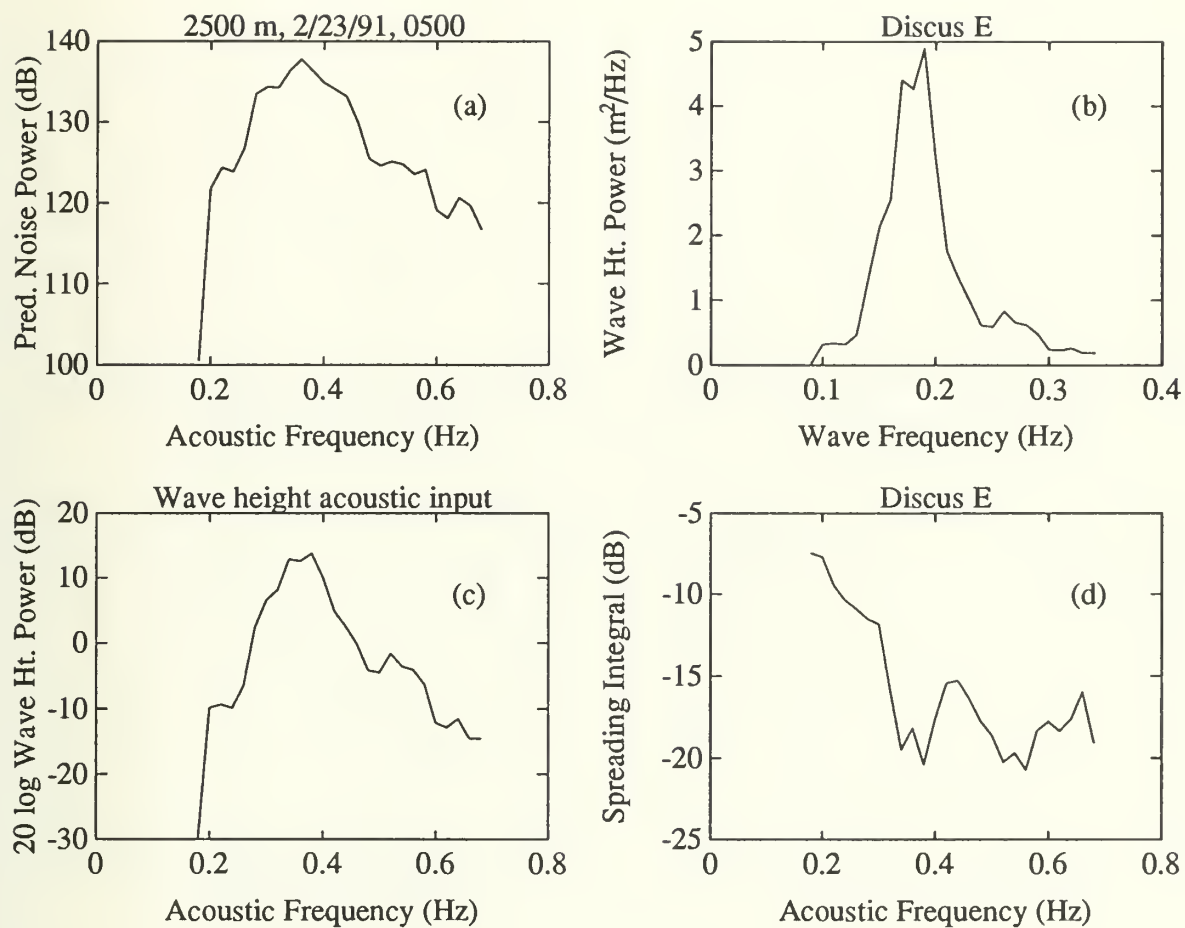 2500 m, 2/23/91, 0500
Pred. Noise Power (dB)
140
130
120
110
100
(a)
0
0.2
0.4
0.6
0.8
Acoustic Frequency (Hz)
Discus E
Wave Ht. Power (m²/Hz)
5
4
3
2
1
0
(b)
0
0.1
0.2
0.3
0.4
Wave Frequency (Hz)
Wave height acoustic input
20 log Wave Ht. Power (dB)
20
10
0
-10
-20
-30
(c)
0
0.2
0.4
0.6
0.8
Acoustic Frequency (Hz)
Discus E
Spreading Integral (dB)
-5
-10
-15
-20
-25
(d)
0
0.2
0.4
0.6
0.8
Acoustic Frequency (Hz)